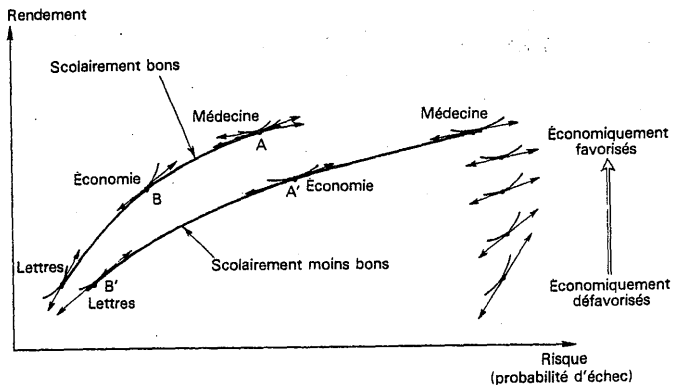 Rendement
Scolairement bons
Médecine
Médecine
A
Économiquement
favorisés
Économie
B
A'
Économie
Lettres
Scolairement moins bons
B'
Lettres
Économiquement
défavorisés
Risque
(probabilité d'échec)